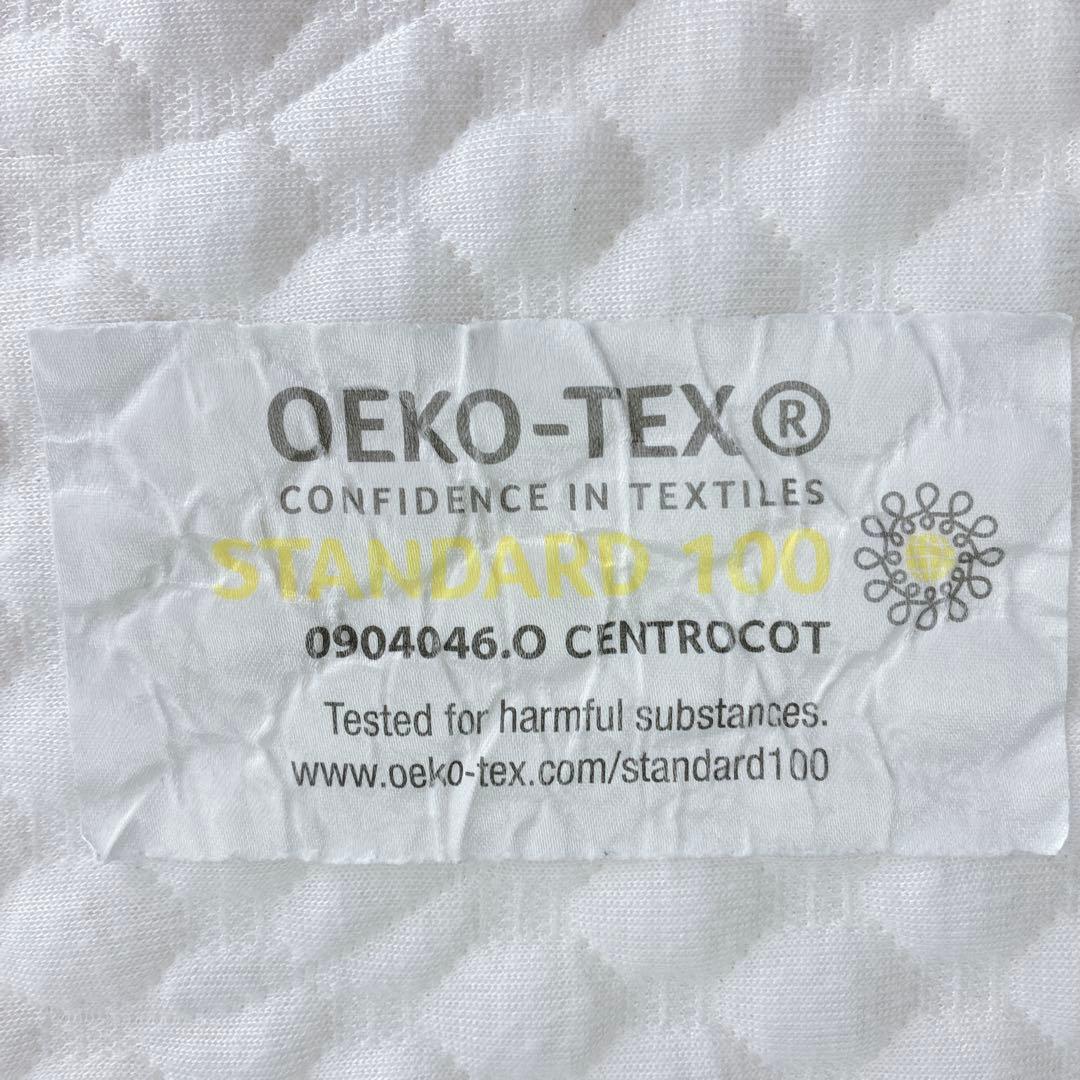 OEKO-TEX®
CONFIDENCE IN TEXTILES
STANDARD 100
0904046.O CENTROCOT
Tested for harmful substances.
www.oeko-tex.com/standard100